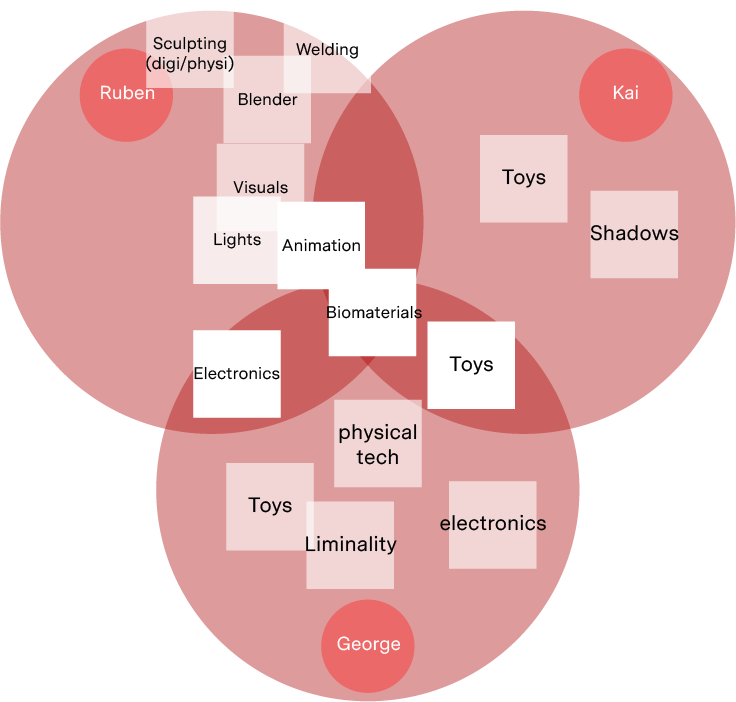 Sculpting
(digi/physi)
Welding
Ruben
Blender
Kai
Visuals
Toys
Lights
Animation
Shadows
Biomaterials
Electronics
Toys
physical
tech
Toys
Liminality
electronics
George